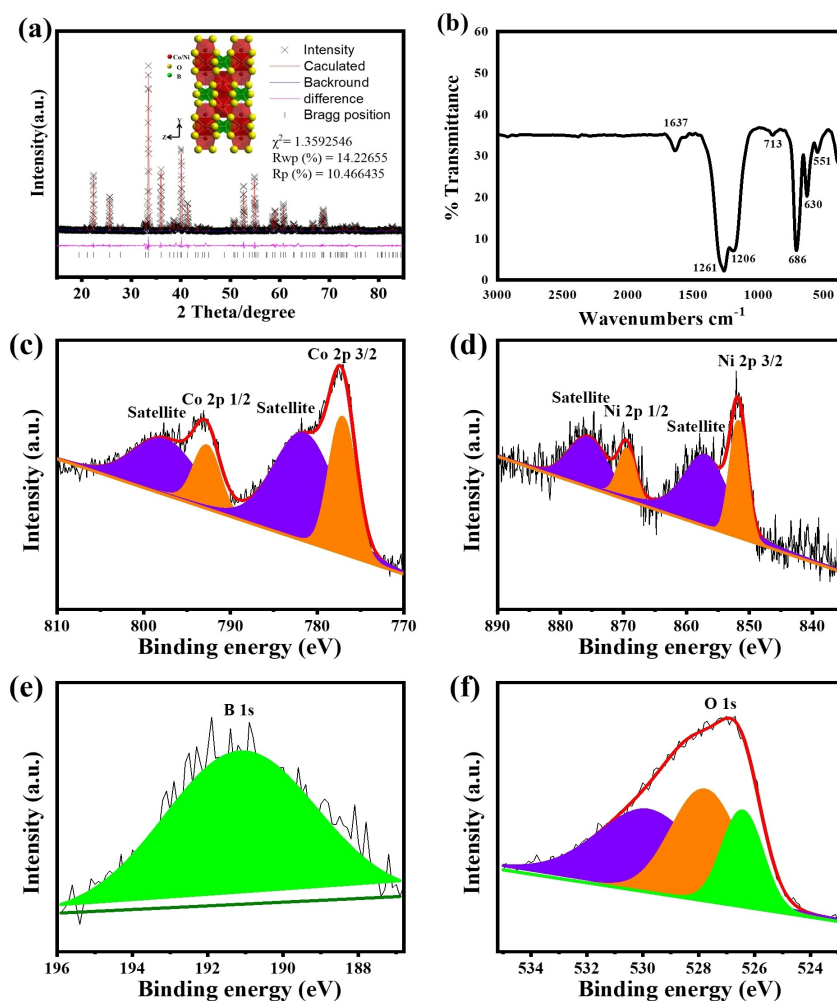 (a)
Co/Ni
O
B
Y
Z
Intensity
Caculated
Backround
difference
Bragg position
χ²= 1.3592546
Rwp (%) = 14.22655
Rp (%) = 10.466435
Intensity(a.u.)
20 30 40 50 60 70 80
2 Theta/degree
(b)
% Transmittance
60
50
40
30
20
10
0
1637
713
551
630
1261
1206
686
3000 2500 2000 1500 1000 500
Wavenumbers cm⁻¹
(c)
Co 2p 3/2
Co 2p 1/2
Satellite
Satellite
Intensity (a.u.)
810 800 790 780 770
Binding energy (eV)
(d)
Ni 2p 3/2
Satellite
Ni 2p 1/2
Satellite
Intensity (a.u.)
890 880 870 860 850 840
Binding energy (eV)
(e)
B 1s
Intensity (a.u.)
196 194 192 190 188
Binding energy (eV)
(f)
O 1s
Intensity (a.u.)
534 532 530 528 526 524
Binding energy (eV)